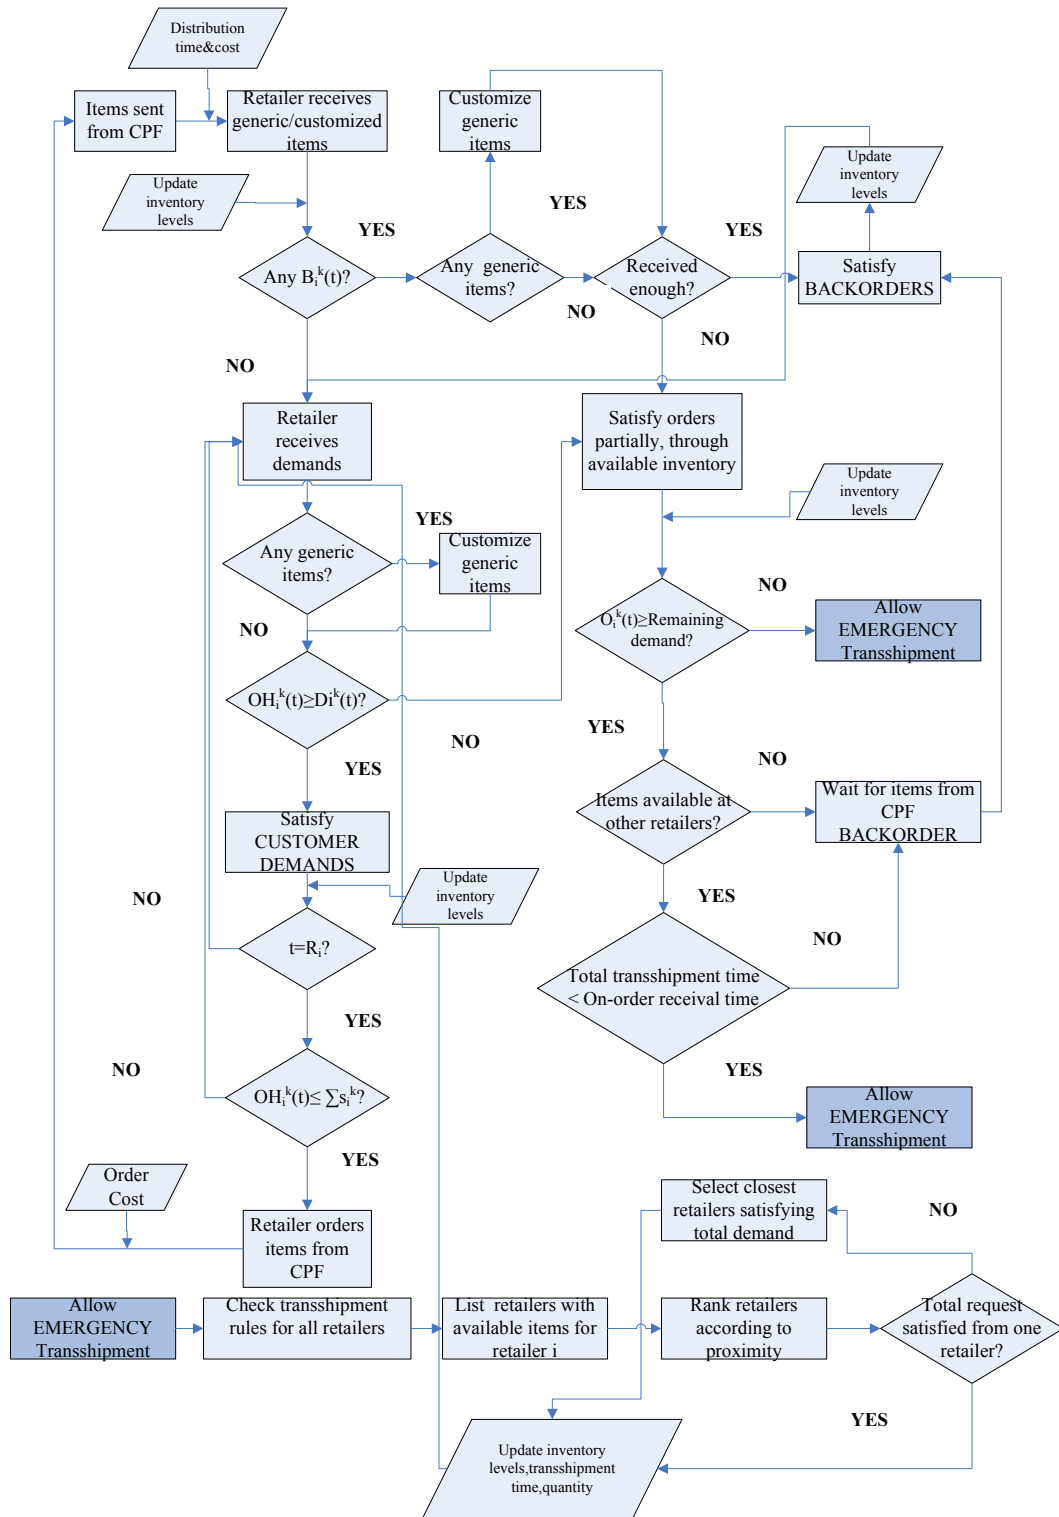 Distribution
time&cost
Items sent
from CPF
Retailer receives
generic/customized
items
Customize
generic
items
Update
inventory
levels
Update
inventory
levels
YES
YES
YES
Any B_i^k(t)?
Any generic
items?
Received
enough?
Satisfy
BACKORDERS
NO
NO
NO
Retailer
receives
demands
Satisfy orders
partially, through
available inventory
Update
inventory
levels
YES
Any generic
items?
Customize
generic
items
NO
O_i^k(t)≥Remaining
demand?
NO
Allow
EMERGENCY
Transshipment
OH_i^k(t)≥Di^k(t)?
NO
YES
YES
NO
Items available at
other retailers?
Wait for items from
CPF
BACKORDER
Satisfy
CUSTOMER
DEMANDS
Update
inventory
levels
NO
YES
t=R_i?
NO
Total transshipment time
< On-order receival time
YES
NO
OH_i^k(t)≤ ∑s_i^k?
YES
Allow
EMERGENCY
Transshipment
YES
Order
Cost
Retailer orders
items from
CPF
Select closest
retailers satisfying
total demand
NO
Allow
EMERGENCY
Transshipment
Check transshipment
rules for all retailers
List retailers with
available items for
retailer i
Rank retailers
according to
proximity
Total request
satisfied from one
retailer?
YES
Update inventory
levels,transshipment
time,quantity